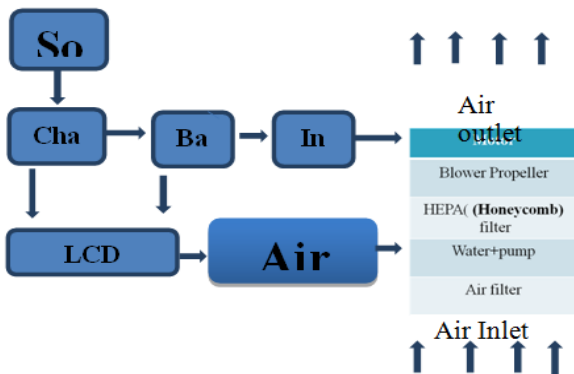 So
Cha
Ba
In
LCD
Air
Air
outlet
Blower Propeller
HEPA( (Honeycomb)
filter
Water+pump
Air filter
Air Inlet